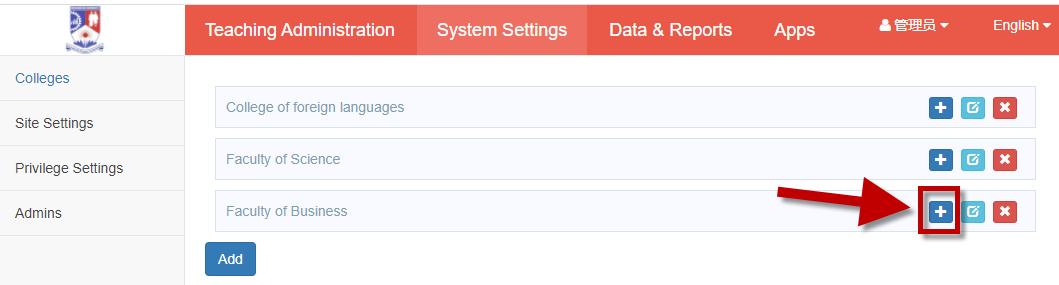 Teaching Administration System Settings Data & Reports Apps 管理员 English
Colleges
Site Settings
Privilege Settings
Admins
College of foreign languages
Faculty of Science
Faculty of Business
Add